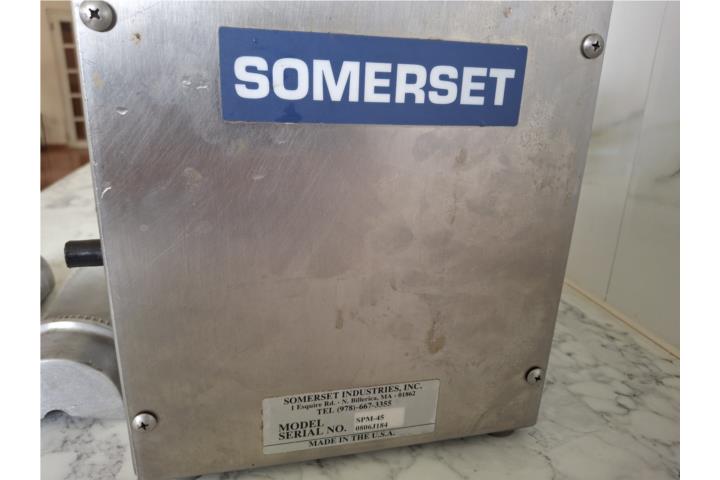 SOMERSET
SOMERSET INDUSTRIES, INC.
1 Esquire Rd. - N. Billerica, MA - 01862
TEL (978)-667-3355
MODEL SPM-45
SERIAL NO. 0806J184
MADE IN THE U.S.A.